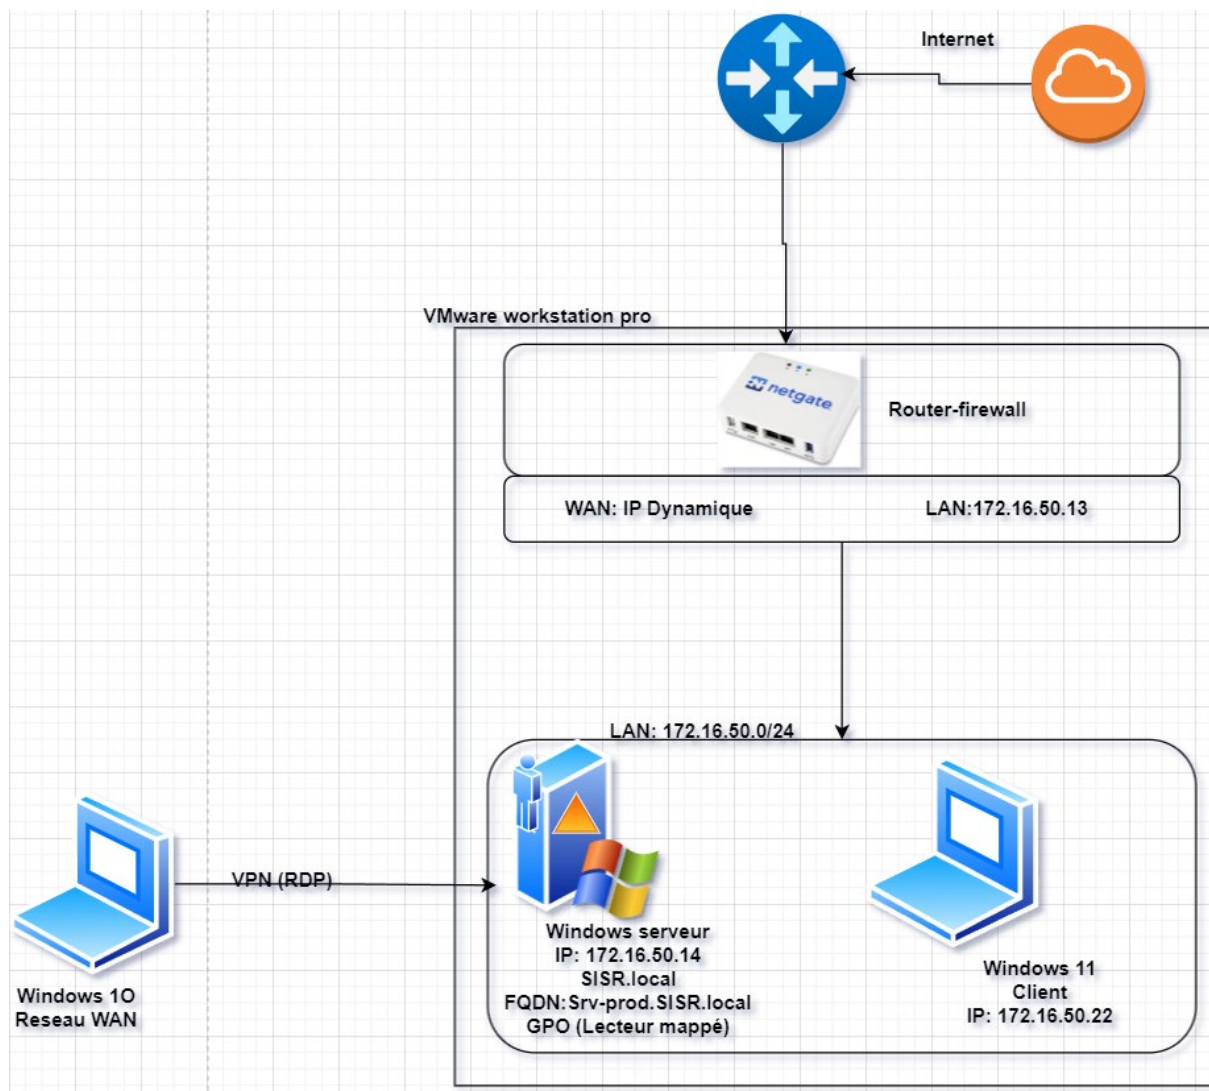 Internet
VMware workstation pro
netgate
Router-firewall
WAN: IP Dynamique
LAN:172.16.50.13
LAN: 172.16.50.0/24
VPN (RDP)
Windows 1O
Reseau WAN
Windows serveur
IP: 172.16.50.14
SISR.local
FQDN:Srv-prod.SISR.local
GPO (Lecteur mappé)
Windows 11
Client
IP: 172.16.50.22